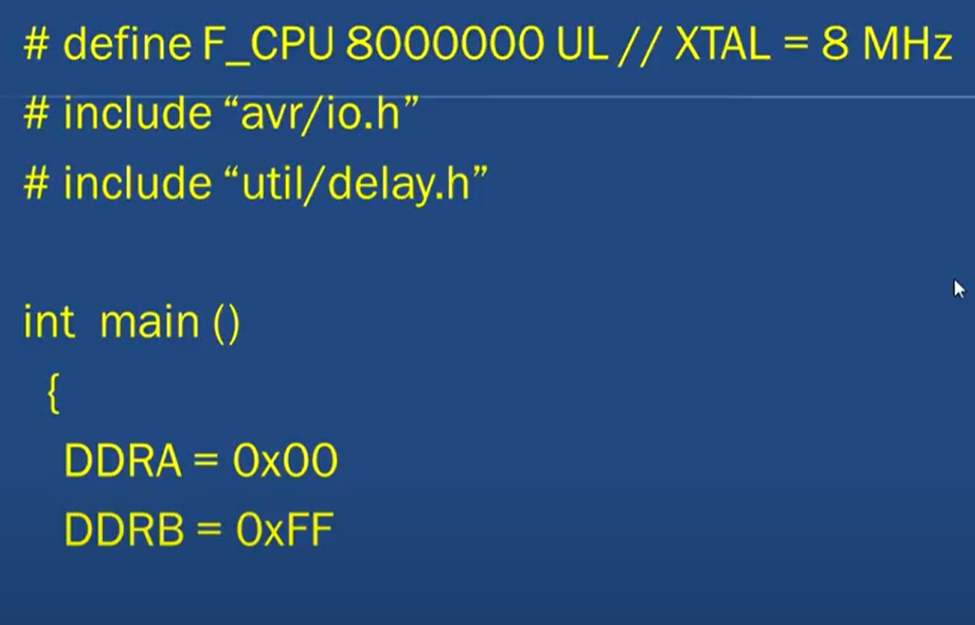 # define F_CPU 8000000 UL // XTAL = 8 MHz
# include “avr/io.h”
# include “util/delay.h”
int main ()
{
DDRA = 0x00
DDRB = 0xFF